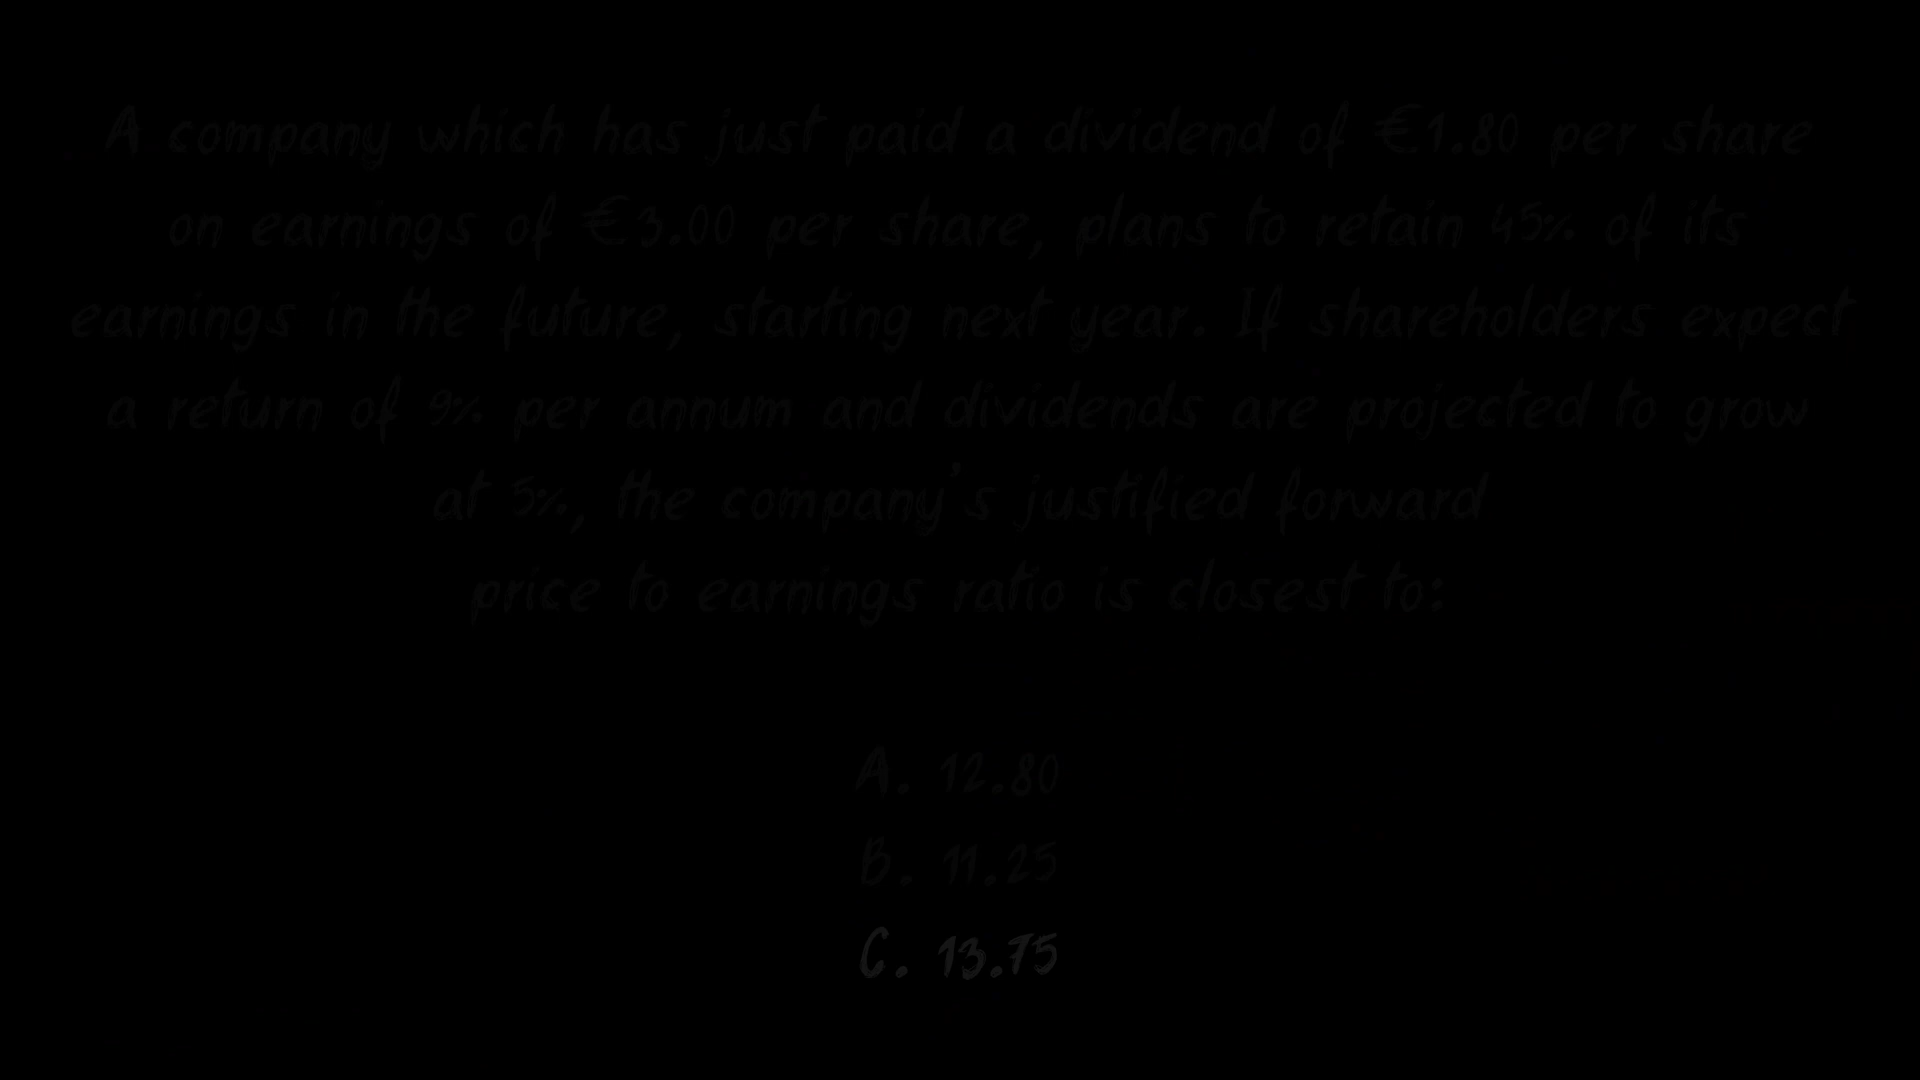 A company which has just paid a dividend of €1.80 per share
on earnings of €3.00 per share, plans to retain 45% of its
earnings in the future, starting next year. If shareholders expect
a return of 9% per annum and dividends are projected to grow
at 5%, the company's justified forward
price to earnings ratio is closest to:
A. 12.80
B. 11.25
C. 13.75